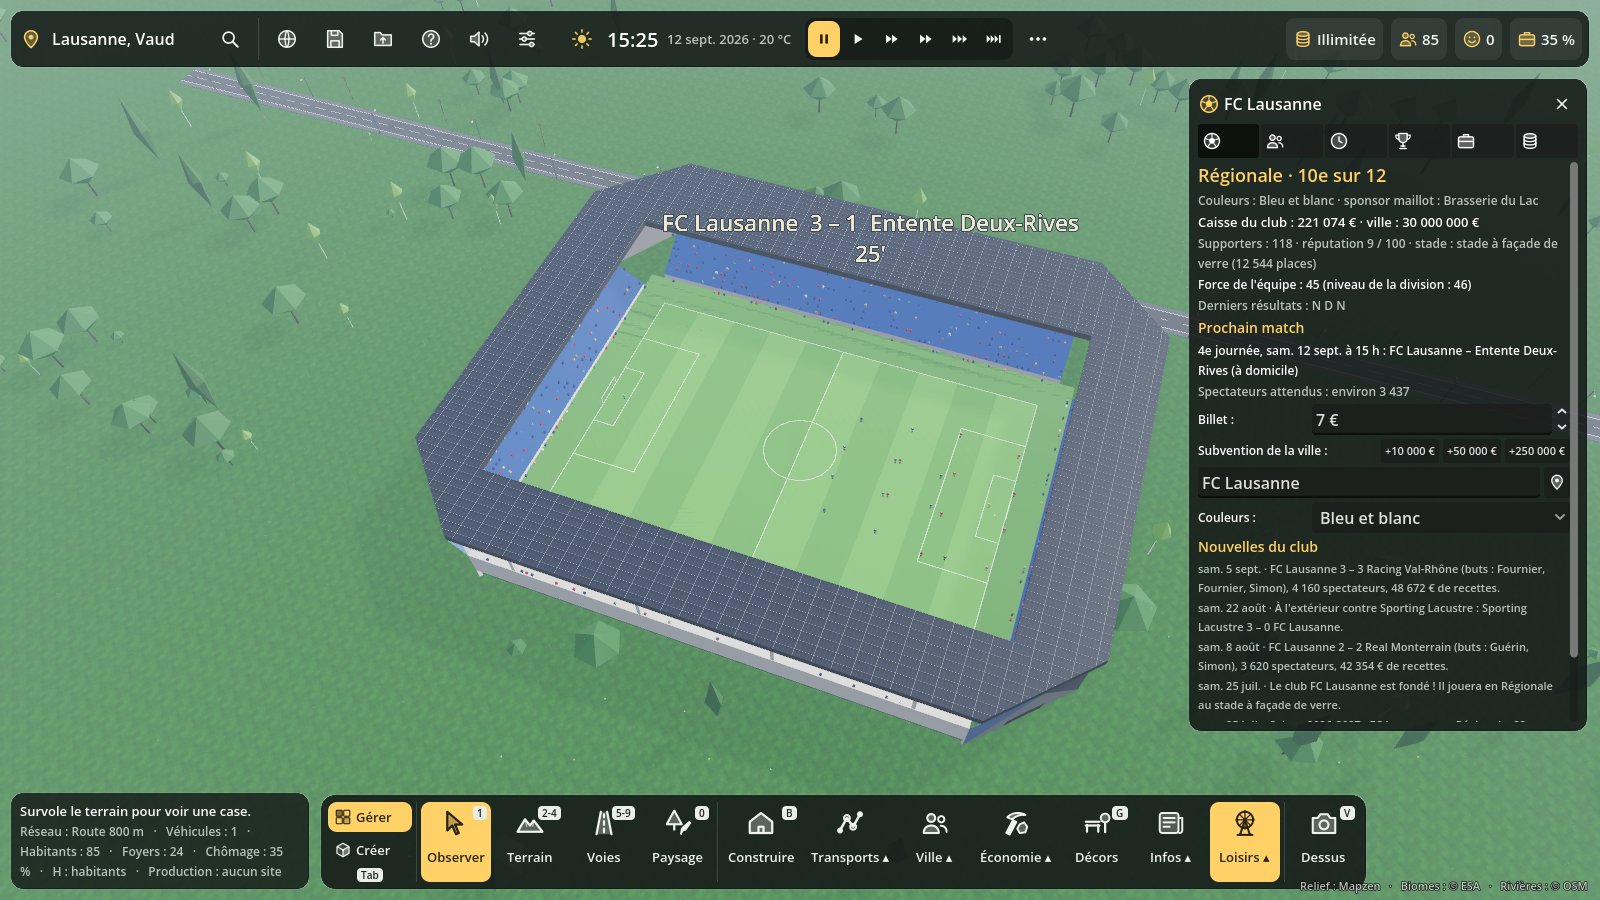 Lausanne, Vaud
15:25 12 sept. 2026 · 20 °C
Illimitée
85
0
35 %
FC Lausanne
Régionale · 10e sur 12
Couleurs : Bleu et blanc · sponsor maillot : Brasserie du Lac
Caisse du club : 221 074 € · ville : 30 000 000 €
Supporters : 118 · réputation 9 / 100 · stade : stade à façade de
verre (12 544 places)
Force de l'équipe : 45 (niveau de la division : 46)
Derniers résultats : N D N
Prochain match
4e journée, sam. 12 sept. à 15 h : FC Lausanne – Entente Deux-
Rives (à domicile)
Spectateurs attendus : environ 3 437
Billet : 7 €
Subvention de la ville : +10 000 € +50 000 € +250 000 €
FC Lausanne
Couleurs : Bleu et blanc
Nouvelles du club
sam. 5 sept. · FC Lausanne 3 – 3 Racing Val-Rhône (buts : Fournier,
Fournier, Simon), 4 160 spectateurs, 48 672 € de recettes.
sam. 22 août · À l'extérieur contre Sporting Lacustre : Sporting
Lacustre 3 – 0 FC Lausanne.
sam. 8 août · FC Lausanne 2 – 2 Real Monterrain (buts : Guérin,
Simon), 3 620 spectateurs, 42 354 € de recettes.
sam. 25 juil. · Le club FC Lausanne est fondé ! Il jouera en Régionale
au stade à façade de verre.
FC Lausanne 3 – 1 Entente Deux-Rives
25'
Survole le terrain pour voir une case.
Réseau : Route 800 m · Véhicules : 1 ·
Habitants : 85 · Foyers : 24 · Chômage : 35
% · H : habitants · Production : aucun site
Gérer
Créer
Tab
1
Observer
2-4
Terrain
5-9
Voies
0
Paysage
B
Construire
Transports ▴
Ville ▴
Économie ▴
G
Décors
Infos ▴
Loisirs ▴
V
Dessus
Relief : Mapzen · Biomes : © ESA · Rivières : © OSM